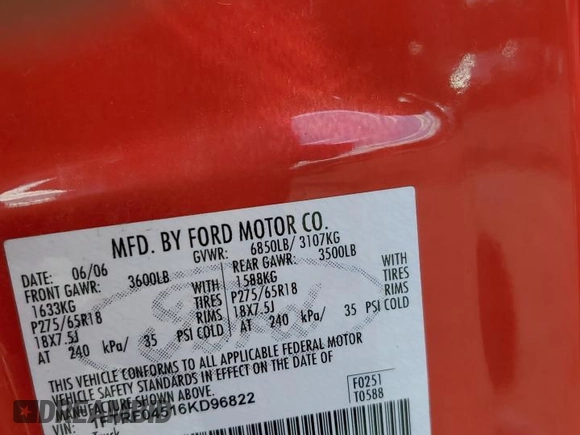 MFD. BY FORD MOTOR CO.
DATE: 06/06 GVWR: 6850LB/ 3107KG
FRONT GAWR: 3600LB REAR GAWR: 3500LB
1633KG WITH 1588KG WITH
P275/65R18 TIRES P275/65R18 TIRES
18X7.5J RIMS 18X7.5J RIMS
AT 240 kPa/ 35 PSI COLD AT 240 kPa/ 35 PSI COLD
THIS VEHICLE CONFORMS TO ALL APPLICABLE FEDERAL MOTOR
VEHICLE SAFETY STANDARDS IN EFFECT ON THE DATE OF
MANUFACTURE SHOWN ABOVE.
VIN: F0251
T0588
Ford
DREAMBID